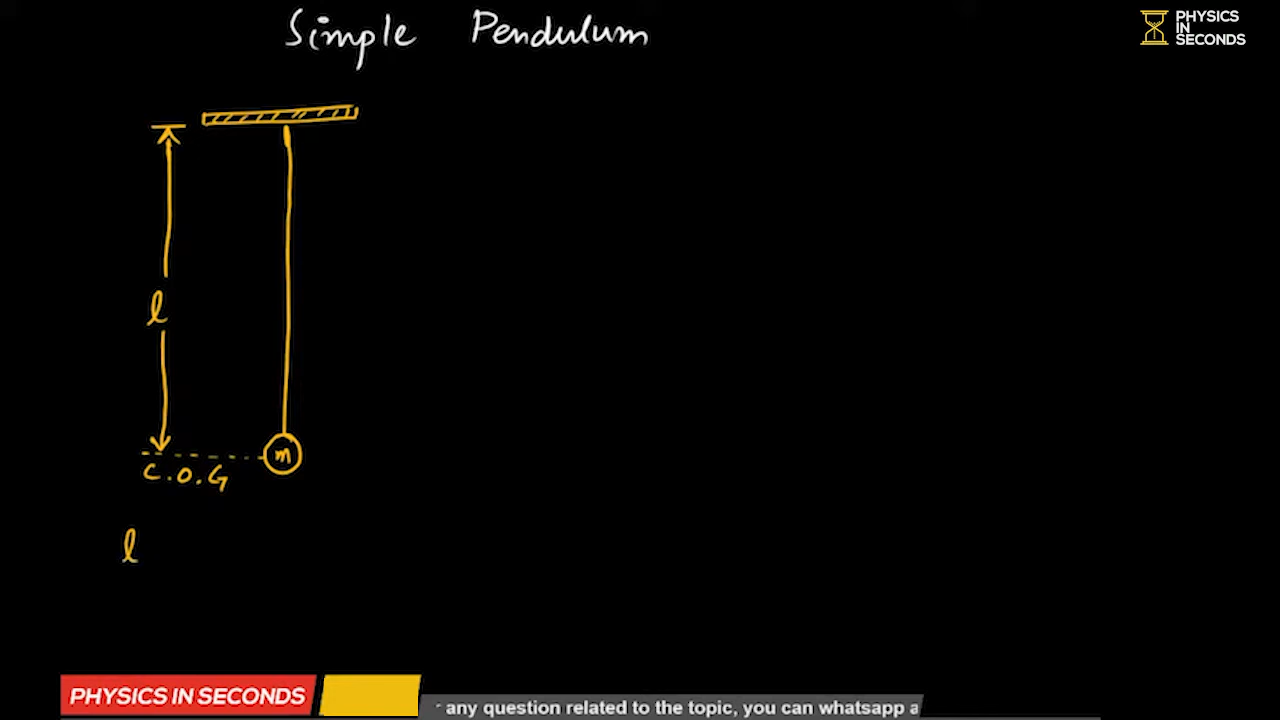 Simple Pendulum
PHYSICS
IN
SECONDS
l
m
C.O.G
l
PHYSICS IN SECONDS
any question related to the topic, you can whatsapp a